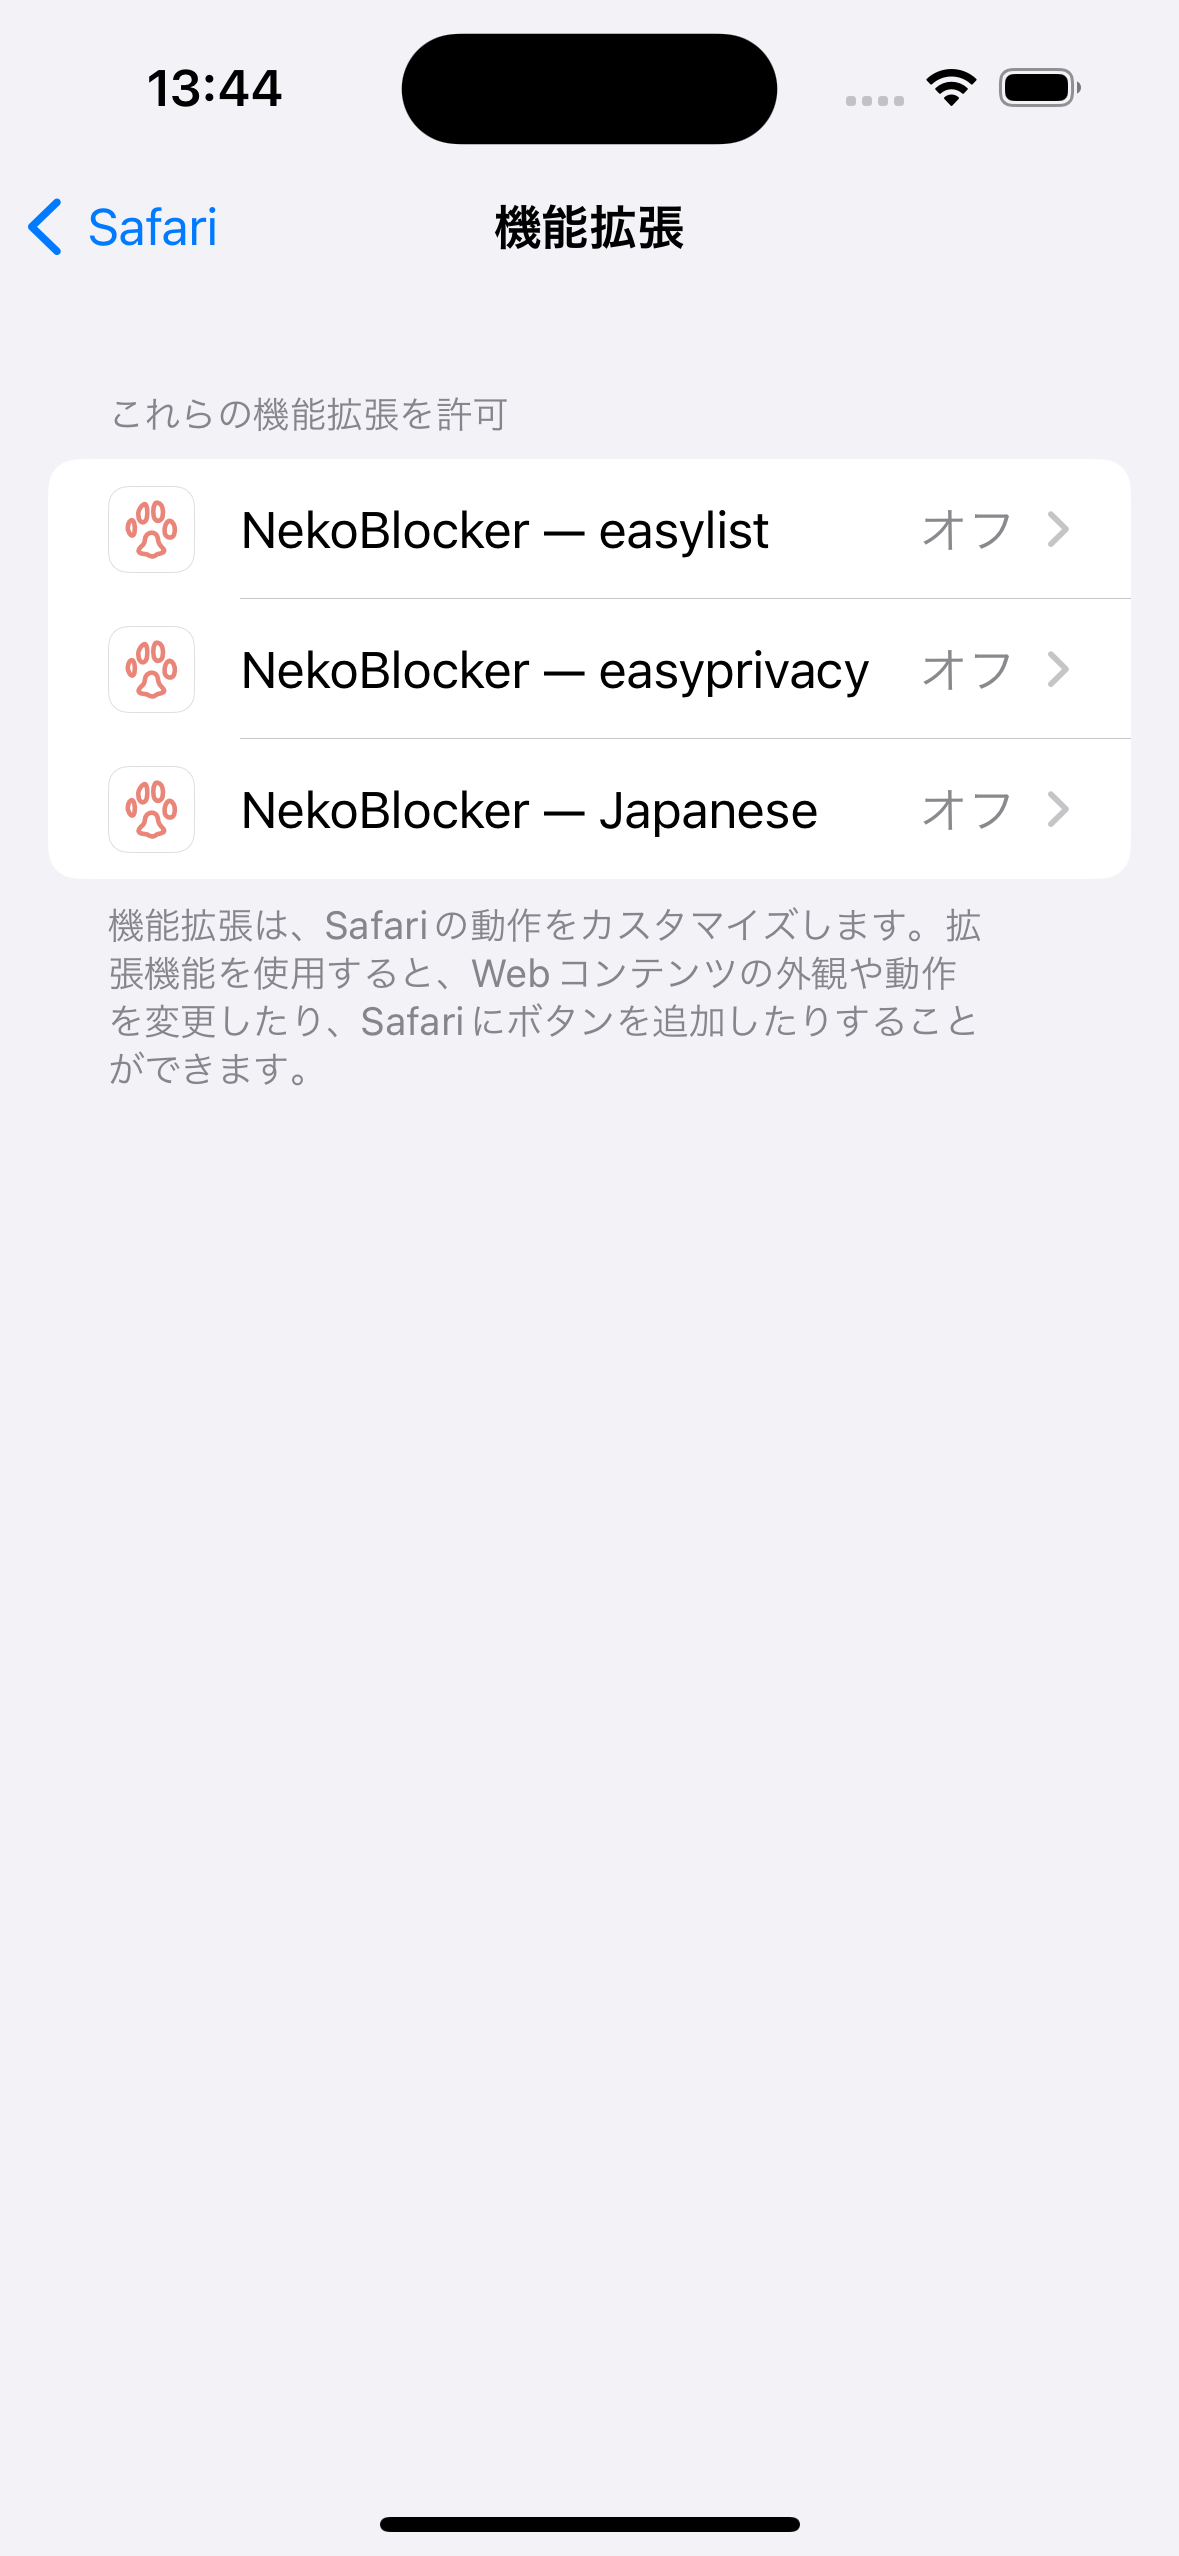 13:44
Safari
機能拡張
これらの機能拡張を許可
NekoBlocker — easylist オフ
NekoBlocker — easyprivacy オフ
NekoBlocker — Japanese オフ
機能拡張は、Safariの動作をカスタマイズします。拡
張機能を使用すると、Webコンテンツの外観や動作
を変更したり、Safariにボタンを追加したりすること
ができます。